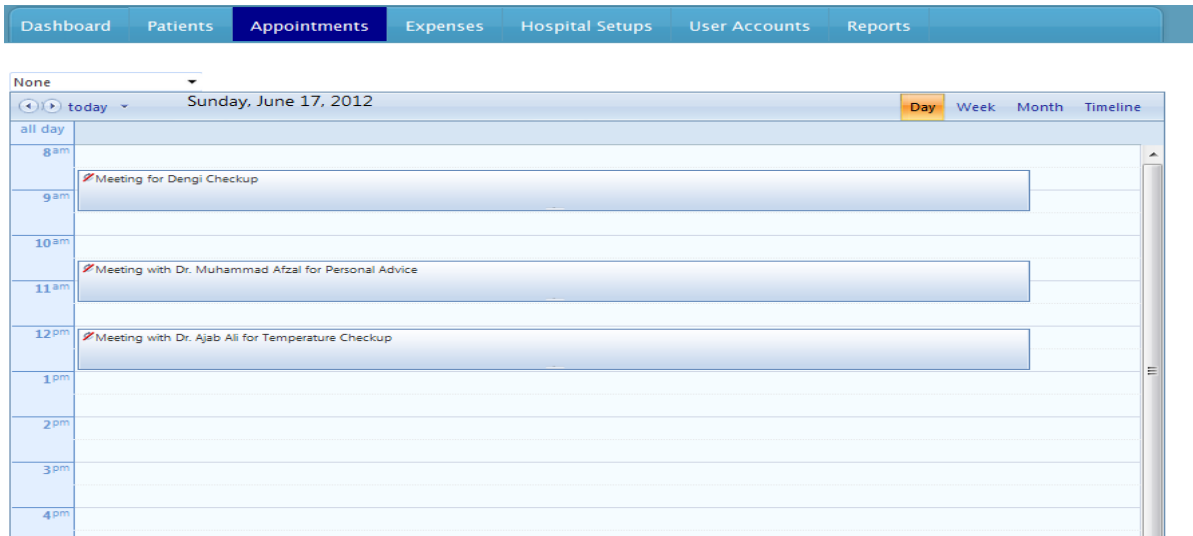 Dashboard Patients Appointments Expenses Hospital Setups User Accounts Reports
None
today Sunday, June 17, 2012 Day Week Month Timeline
all day
8am
Meeting for Dengi Checkup
9am
10am
Meeting with Dr. Muhammad Afzal for Personal Advice
11am
12pm Meeting with Dr. Ajab Ali for Temperature Checkup
1pm
2pm
3pm
4pm